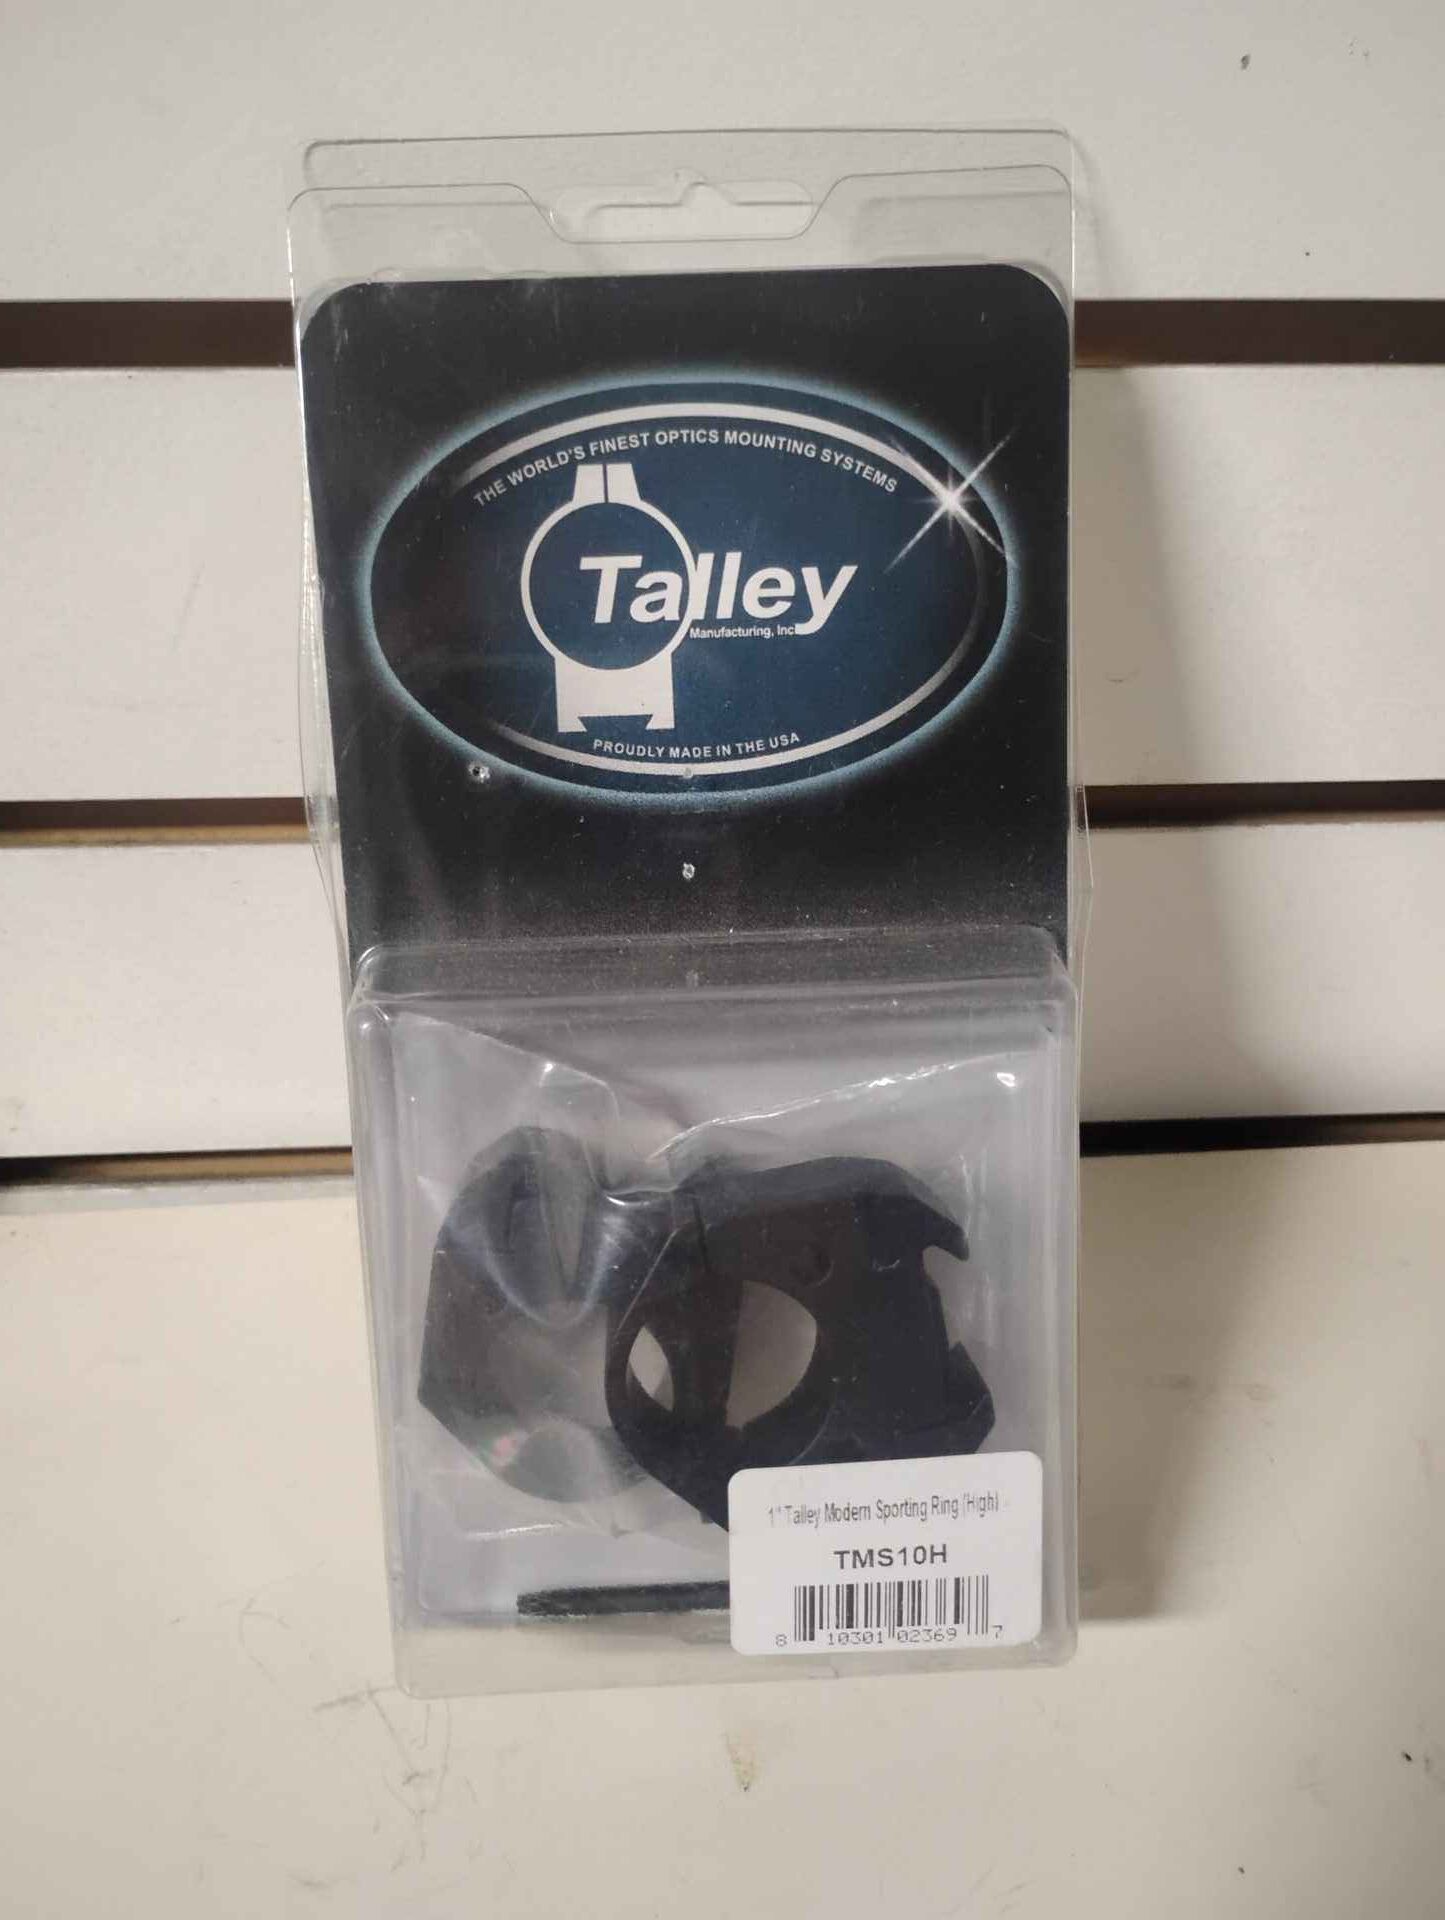 THE WORLD'S FINEST OPTICS MOUNTING SYSTEMS
Talley
Manufacturing, Inc
PROUDLY MADE IN THE USA
1" Talley Modern Sporting Ring (High)
TMS10H
8 10301 02369 7